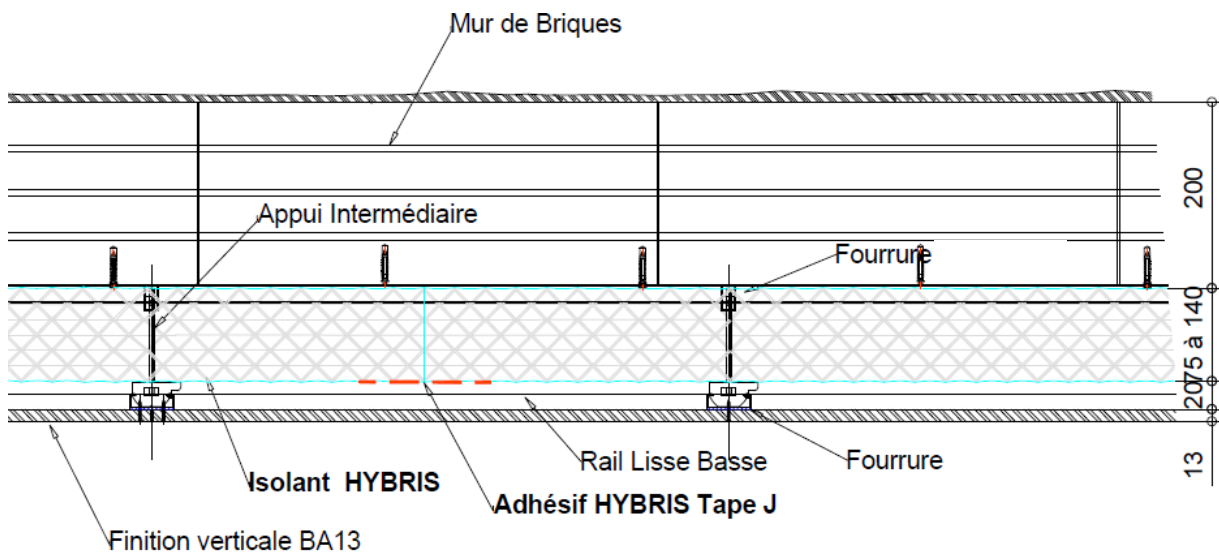 Mur de Briques
Appui Intermédiaire
Fourrure
200
75 à 140
20
13
Rail Lisse Basse
Fourrure
Isolant HYBRIS
Adhésif HYBRIS Tape J
Finition verticale BA13